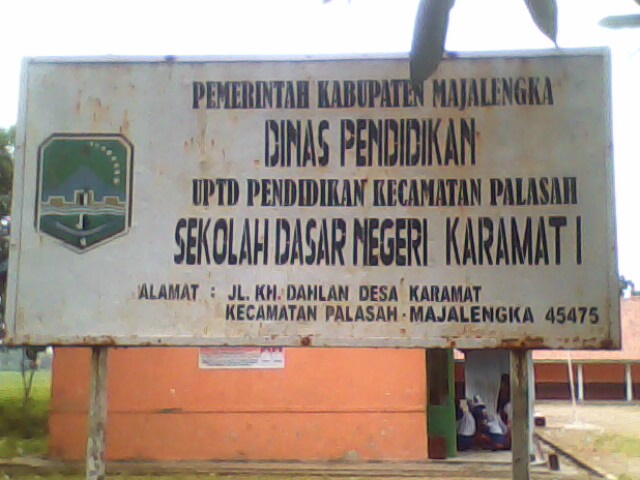 PEMERINTAH KABUPATEN MAJALENGKA
DINAS PENDIDIKAN
UPTD PENDIDIKAN KECAMATAN PALASAH
SEKOLAH DASAR NEGERI KARAMAT I
ALAMAT : JL. KH. DAHLAN DESA KARAMAT
KECAMATAN PALASAH - MAJALENGKA 45475